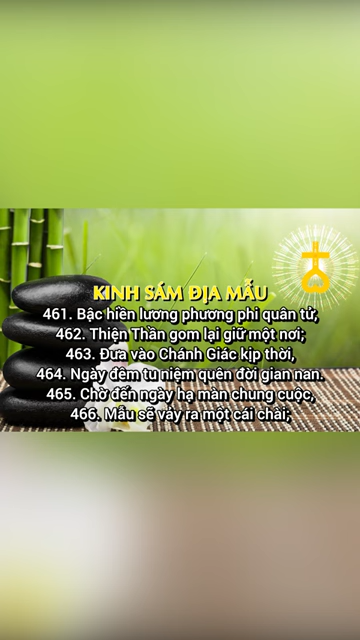 KINH SÁM ĐỊA MẪU
461. Bậc hiền lương phương phi quân tử,
462. Thiện Thần gom lại giữ một nơi;
463. Đưa vào Chánh Giác kịp thời,
464. Ngày đêm tu niệm quên đời gian nan.
465. Chờ đến ngày hạ màn chung cuộc,
466. Mẫu sẽ vảy ra một cái chài;